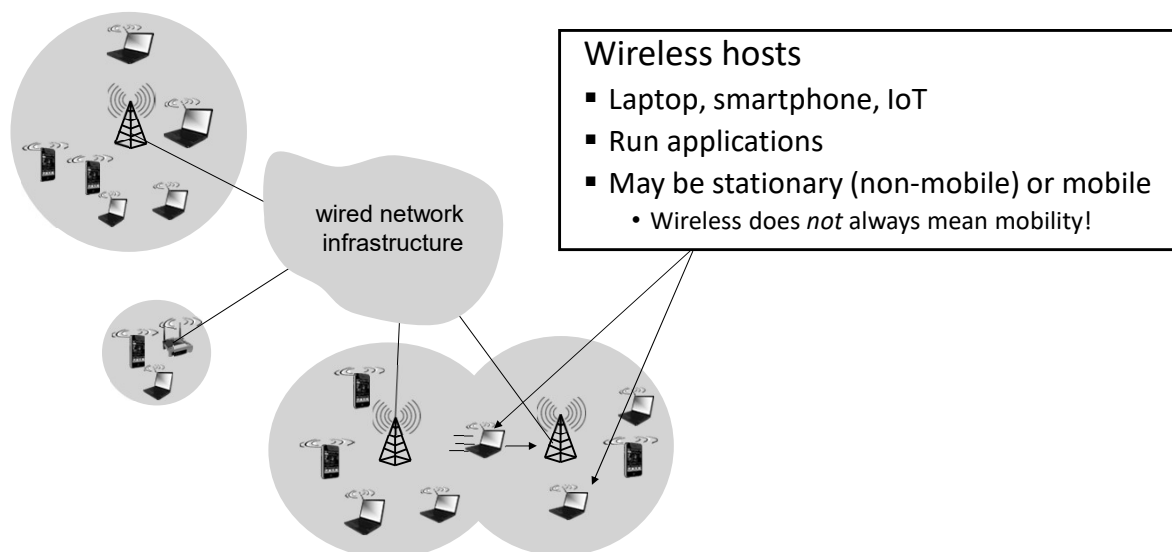 Wireless hosts
▪ Laptop, smartphone, IoT
▪ Run applications
▪ May be stationary (non-mobile) or mobile
• Wireless does not always mean mobility!
wired network
infrastructure